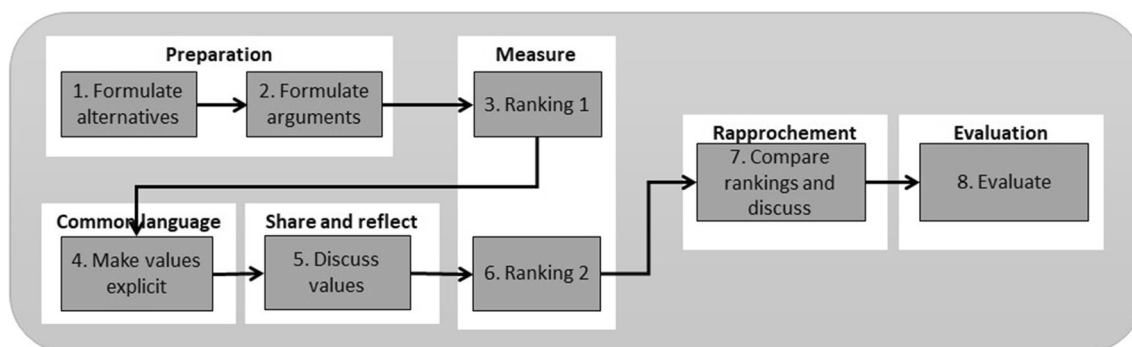 Preparation
1. Formulate
alternatives
2. Formulate
arguments
Measure
3. Ranking 1
Common language
4. Make values
explicit
Share and reflect
5. Discuss
values
6. Ranking 2
Rapprochement
7. Compare
rankings and
discuss
Evaluation
8. Evaluate